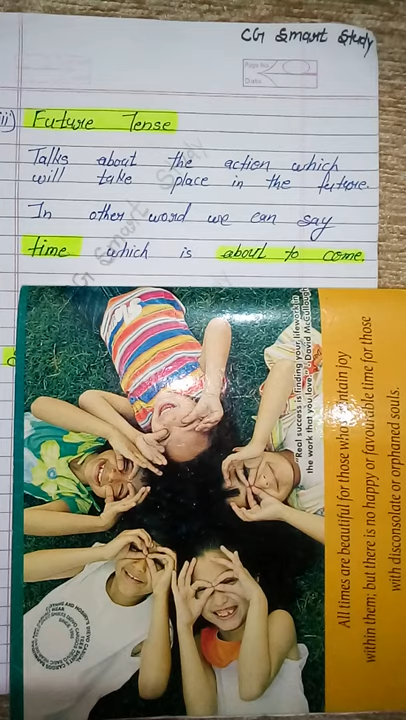 CG Smart Study
Page No.
Date
iii) Future Tense
Talks about the action which
will take place in the future.
In other word we can say
time which is about to come.
CG Smart Study
"Real success is finding your lifework in
the work that you love."-David McCullough
All times are beautiful for those who maintain joy
within them; but there is no happy or favourable time for those
with disconsolate or orphaned souls.